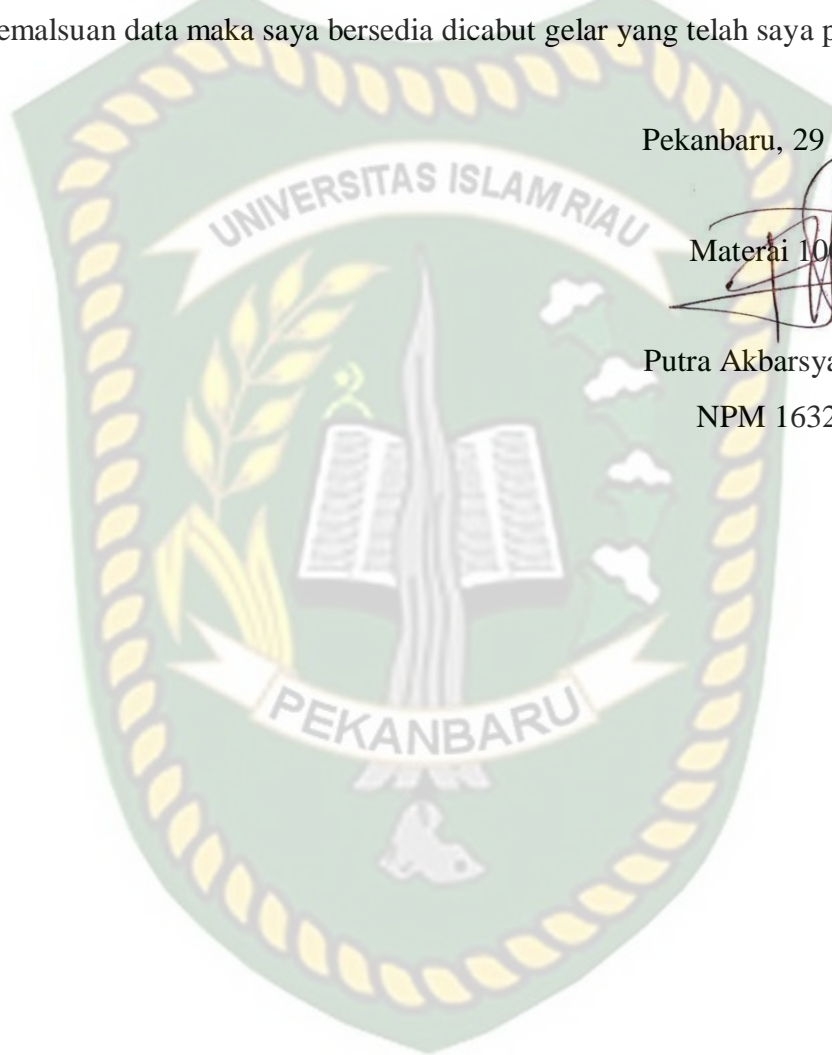 emalsuan data maka saya bersedia dicabut gelar yang telah saya p
Pekanbaru, 29
UNIVERSITAS ISLAM RIAU
Materai 10
Putra Akbarsya
NPM 1632
PEKANBARU